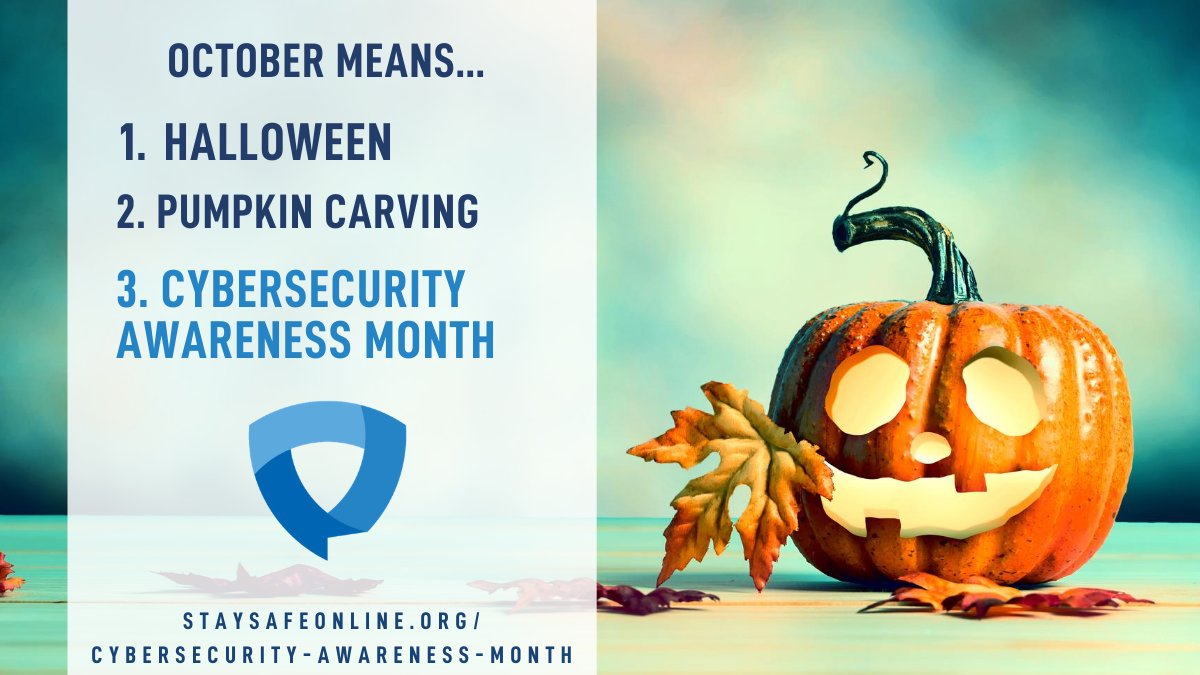 OCTOBER MEANS...
1. HALLOWEEN
2. PUMPKIN CARVING
3. CYBERSECURITY
AWARENESS MONTH
STAYSAFEONLINE.ORG/
CYBERSECURITY-AWARENESS-MONTH